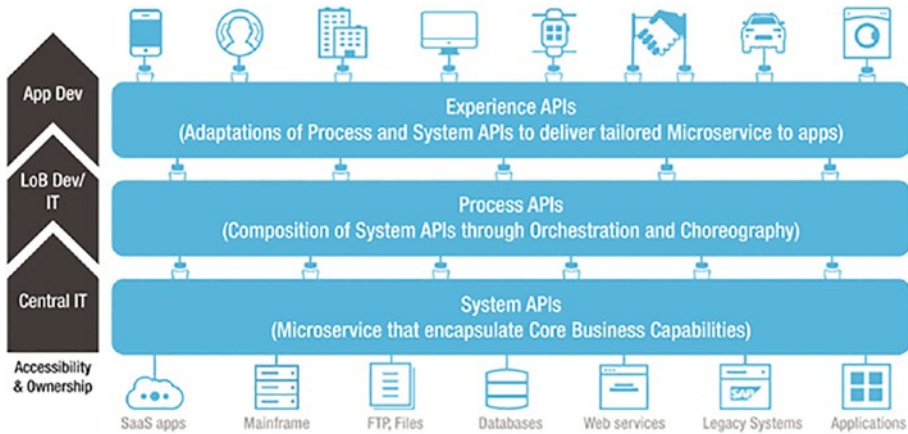 App Dev
LoB Dev/
IT
Central IT
Accessibility
& Ownership
Experience APIs
(Adaptations of Process and System APIs to deliver tailored Microservice to apps)
Process APIs
(Composition of System APIs through Orchestration and Choreography)
System APIs
(Microservice that encapsulate Core Business Capabilities)
SAP
SaaS apps
Mainframe
FTP, Files
Databases
Web services
Legacy Systems
Applications